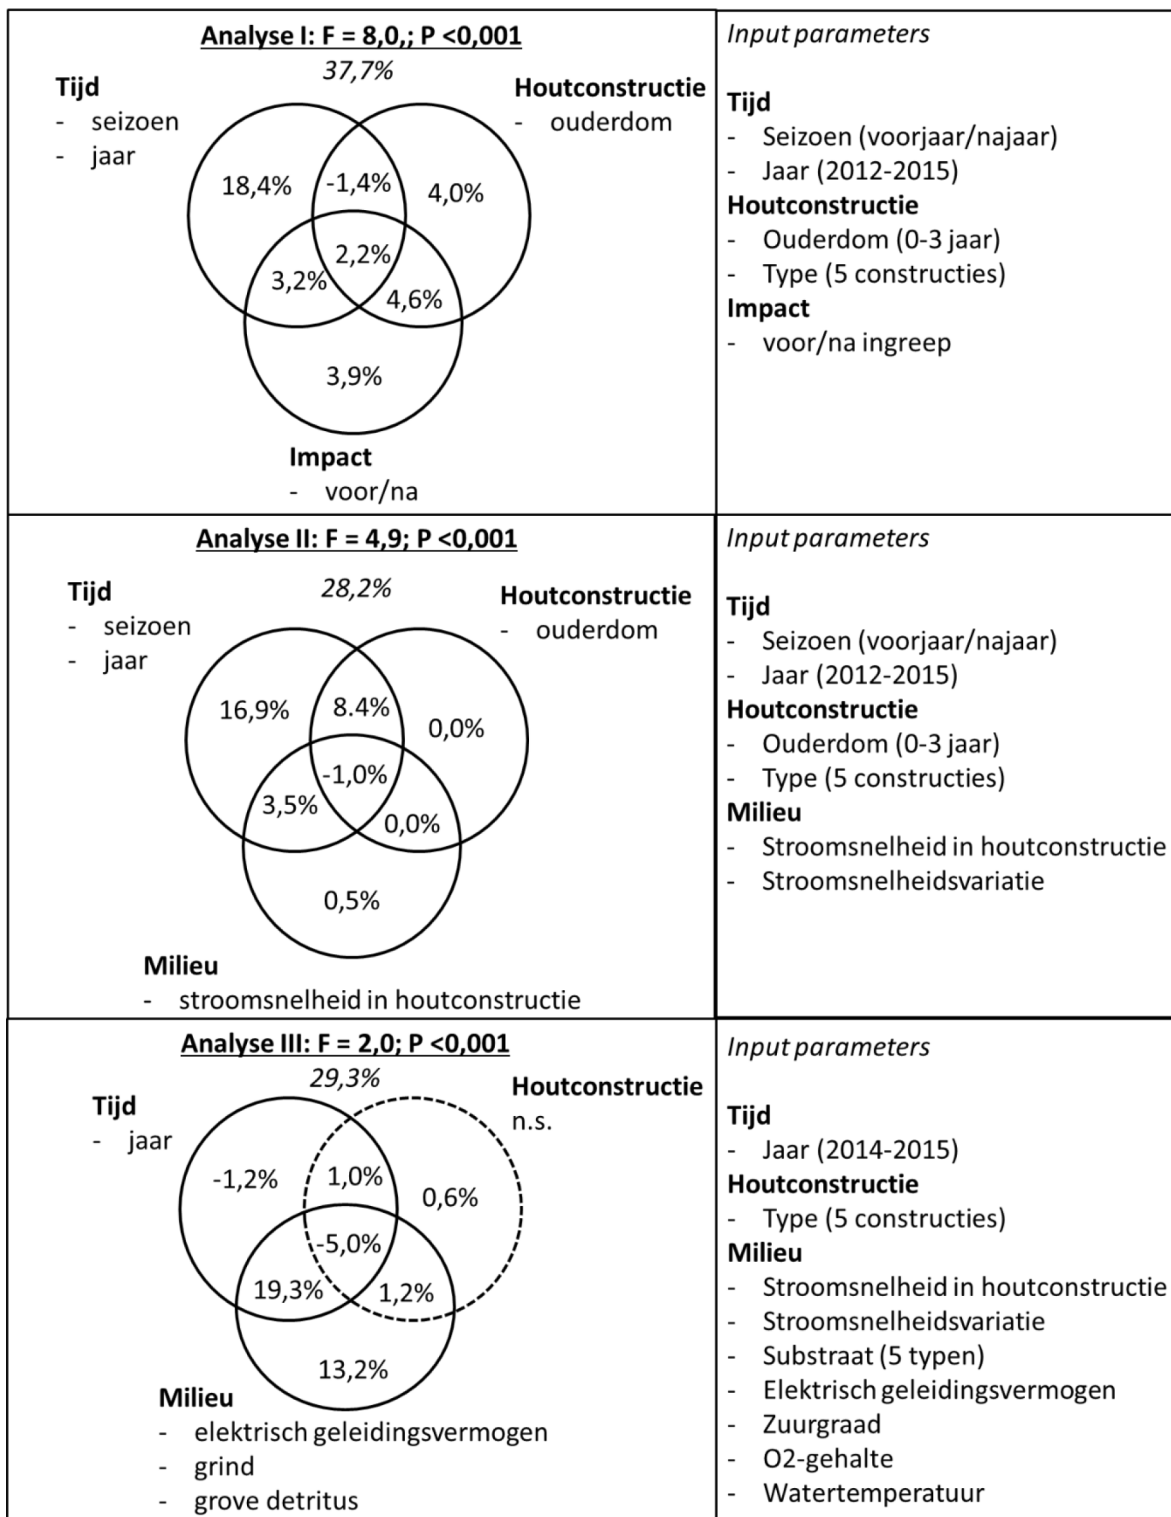 Analyse I: F = 8,0,; P <0,001
37,7%
Tijd
- seizoen
- jaar
Houtconstructie
- ouderdom
18,4%
-1,4%
4,0%
2,2%
3,2%
4,6%
3,9%
Impact
- voor/na
Input parameters
Tijd
- Seizoen (voorjaar/najaar)
- Jaar (2012-2015)
Houtconstructie
- Ouderdom (0-3 jaar)
- Type (5 constructies)
Impact
- voor/na ingreep
Analyse II: F = 4,9; P <0,001
28,2%
Tijd
- seizoen
- jaar
Houtconstructie
- ouderdom
16,9%
8.4%
0,0%
-1,0%
3,5%
0,0%
0,5%
Milieu
- stroomsnelheid in houtconstructie
Input parameters
Tijd
- Seizoen (voorjaar/najaar)
- Jaar (2012-2015)
Houtconstructie
- Ouderdom (0-3 jaar)
- Type (5 constructies)
Milieu
- Stroomsnelheid in houtconstructie
- Stroomsnelheidsvariatie
Analyse III: F = 2,0; P <0,001
29,3%
Tijd
- jaar
Houtconstructie
n.s.
-1,2%
1,0%
0,6%
-5,0%
19,3%
1,2%
13,2%
Milieu
- elektrisch geleidingsvermogen
- grind
- grove detritus
Input parameters
Tijd
- Jaar (2014-2015)
Houtconstructie
- Type (5 constructies)
Milieu
- Stroomsnelheid in houtconstructie
- Stroomsnelheidsvariatie
- Substraat (5 typen)
- Elektrisch geleidingsvermogen
- Zuurgraad
- O2-gehalte
- Watertemperatuur